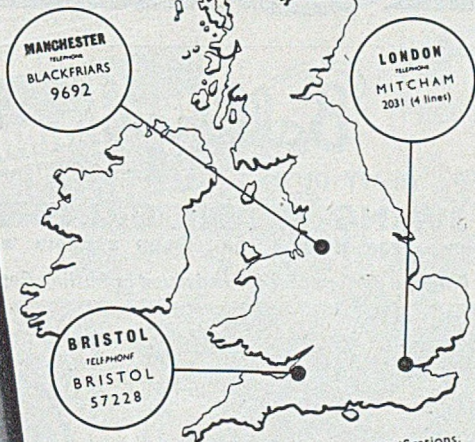 MANCHESTER
TELEPHONE
BLACKFRIARS
9692
LONDON
TELEPHONE
MITCHAM
2031 (4 lines)
BRISTOL
TELEPHONE
BRISTOL
57228